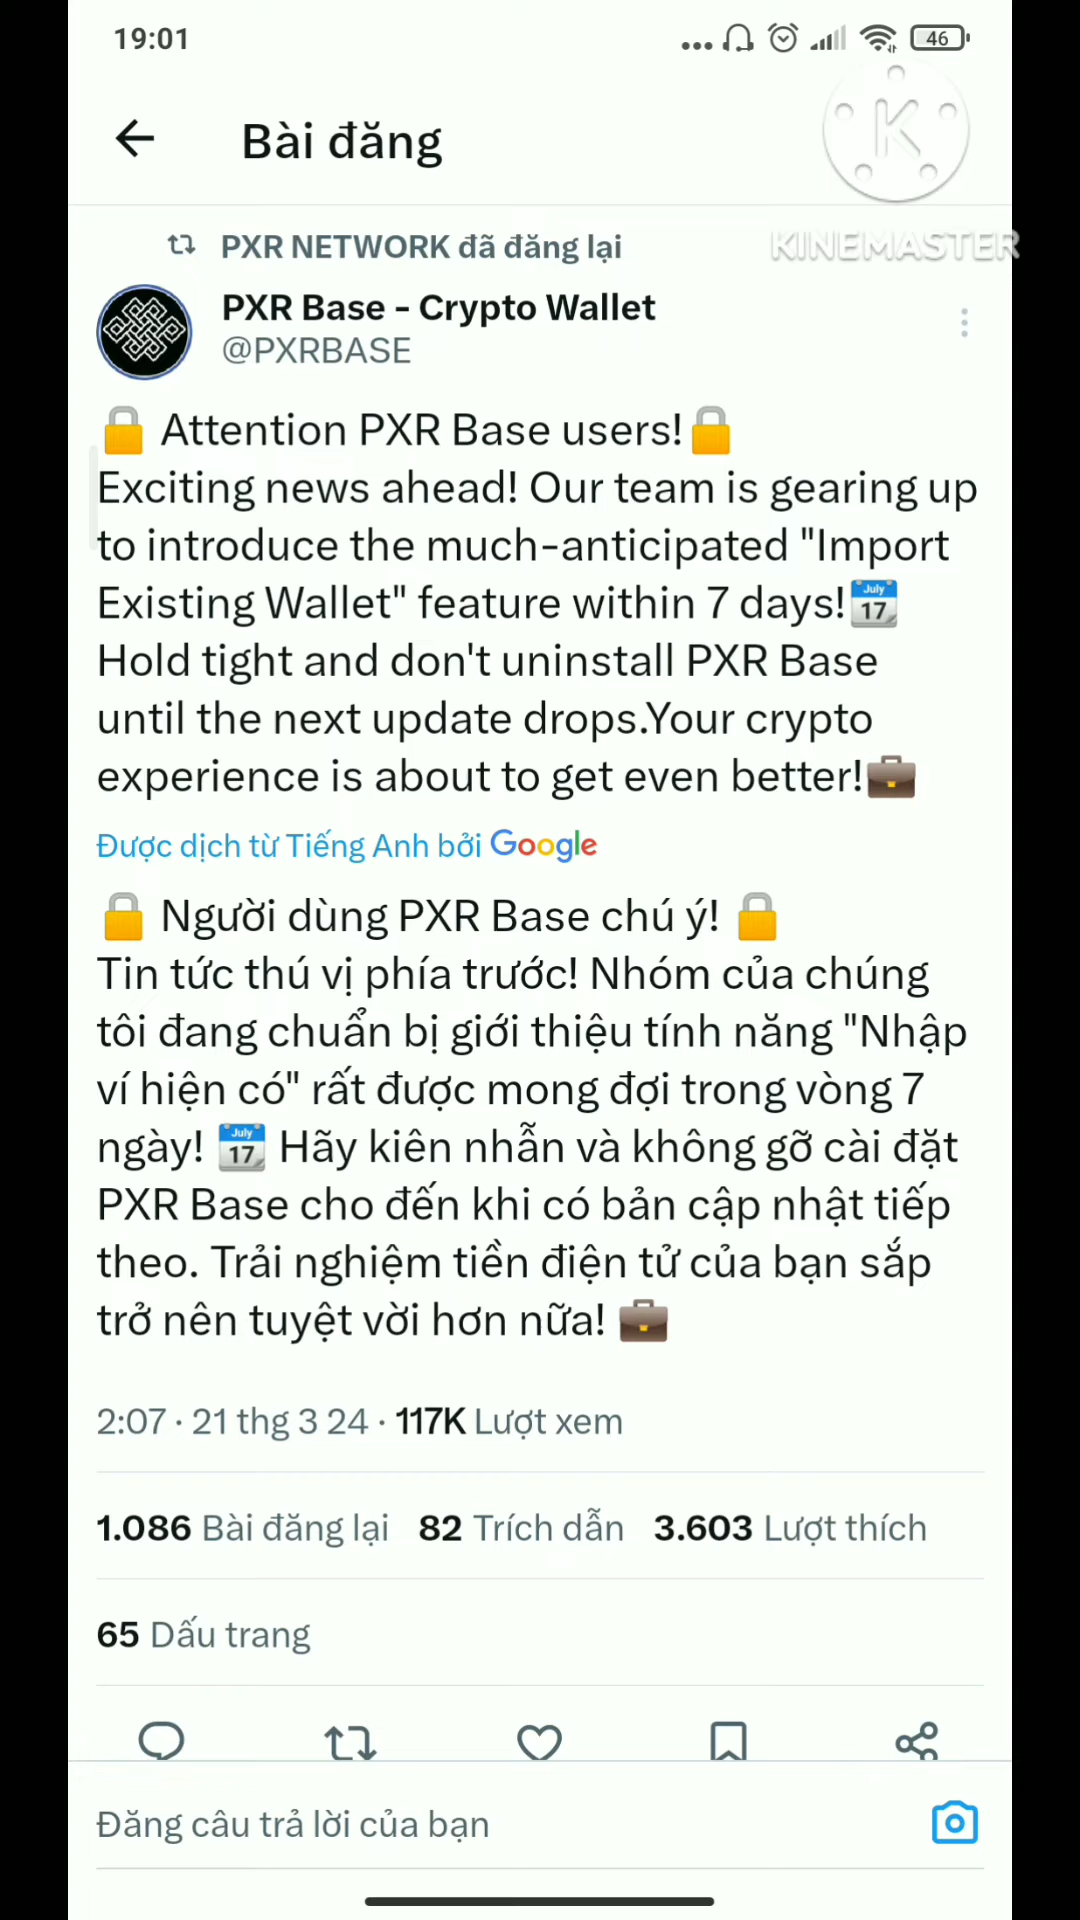 19:01
46
Bài đăng
K
KINEMASTER
PXR NETWORK đã đăng lại
PXR Base - Crypto Wallet
@PXRBASE
🔒 Attention PXR Base users!🔒
Exciting news ahead! Our team is gearing up
to introduce the much-anticipated "Import
Existing Wallet" feature within 7 days!📅
Hold tight and don't uninstall PXR Base
until the next update drops.Your crypto
experience is about to get even better!💼
Được dịch từ Tiếng Anh bởi Google
🔒 Người dùng PXR Base chú ý! 🔒
Tin tức thú vị phía trước! Nhóm của chúng
tôi đang chuẩn bị giới thiệu tính năng "Nhập
ví hiện có" rất được mong đợi trong vòng 7
ngày! 📅 Hãy kiên nhẫn và không gỡ cài đặt
PXR Base cho đến khi có bản cập nhật tiếp
theo. Trải nghiệm tiền điện tử của bạn sắp
trở nên tuyệt vời hơn nữa! 💼
2:07 · 21 thg 3 24 · 117K Lượt xem
1.086 Bài đăng lại 82 Trích dẫn 3.603 Lượt thích
65 Dấu trang
Đăng câu trả lời của bạn